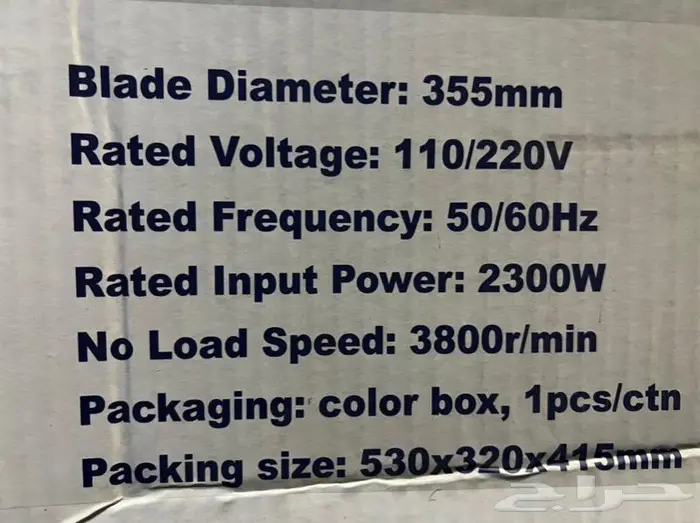 Blade Diameter: 355mm
Rated Voltage: 110/220V
Rated Frequency: 50/60Hz
Rated Input Power: 2300W
No Load Speed: 3800r/min
Packaging: color box, 1pcs/ctn
Packing size: 530x320x415mm
حراج